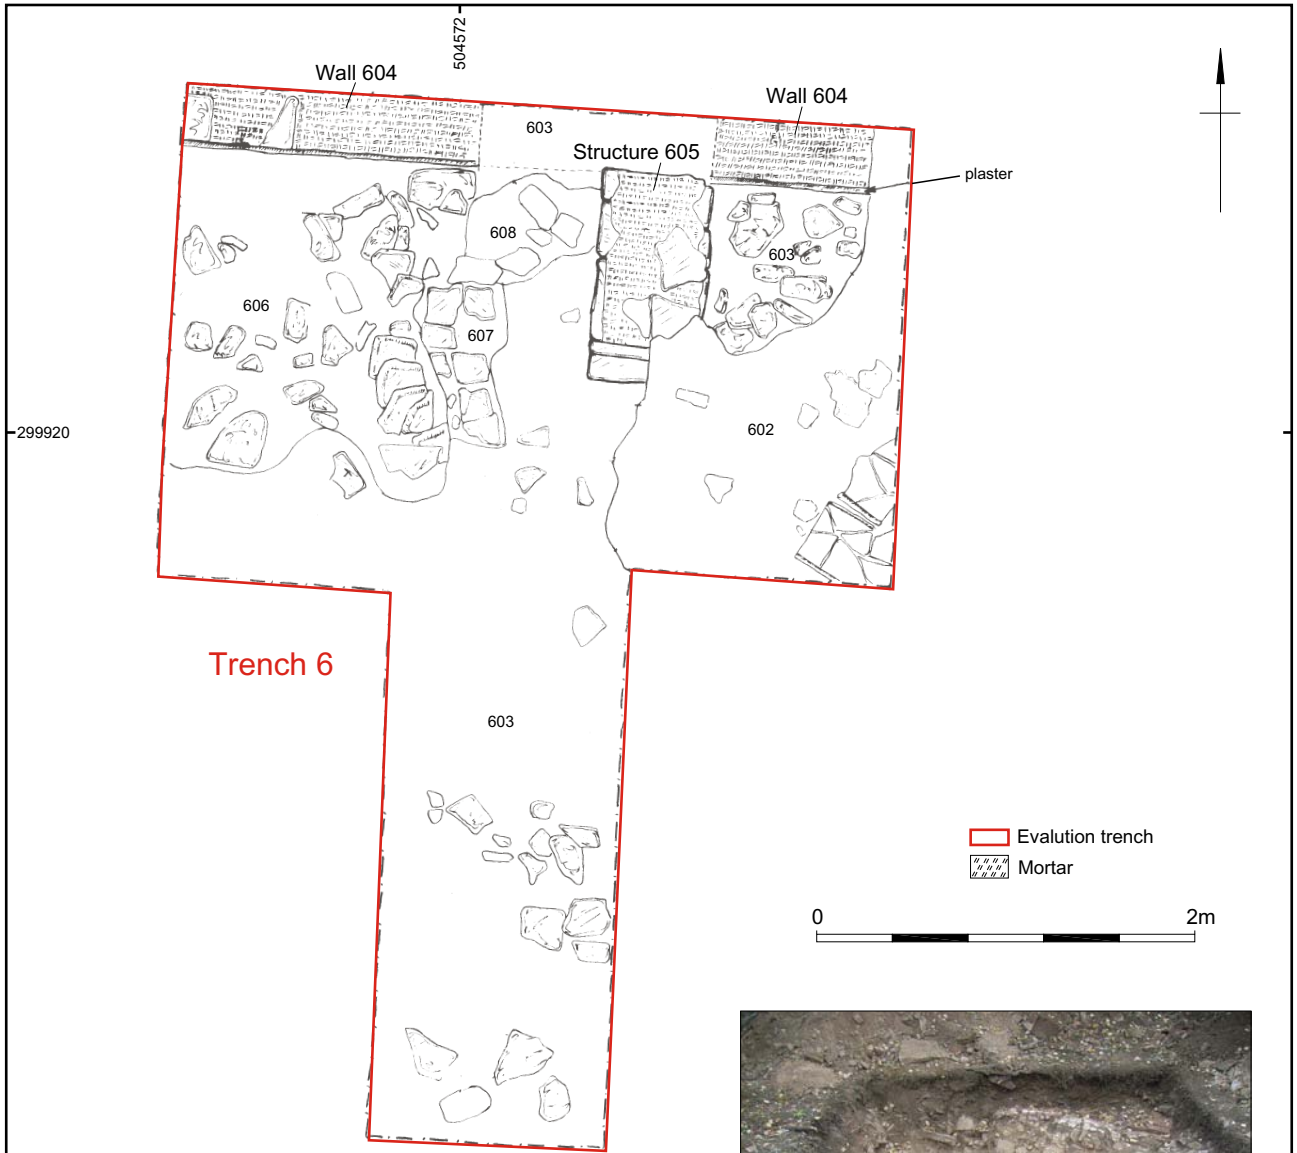 504572
Wall 604
Wall 604
603
Structure 605
plaster
608
603
606
607
299920
602
Trench 6
603
Evalution trench
Mortar
0 2m